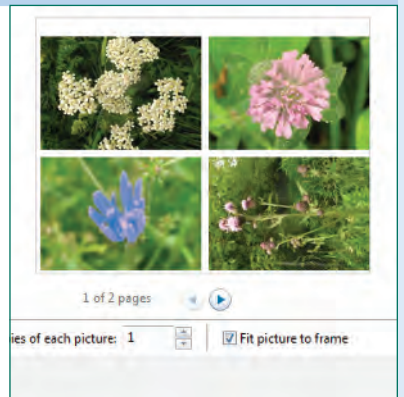 1 of 2 pages
ies of each picture: 1 Fit picture to frame